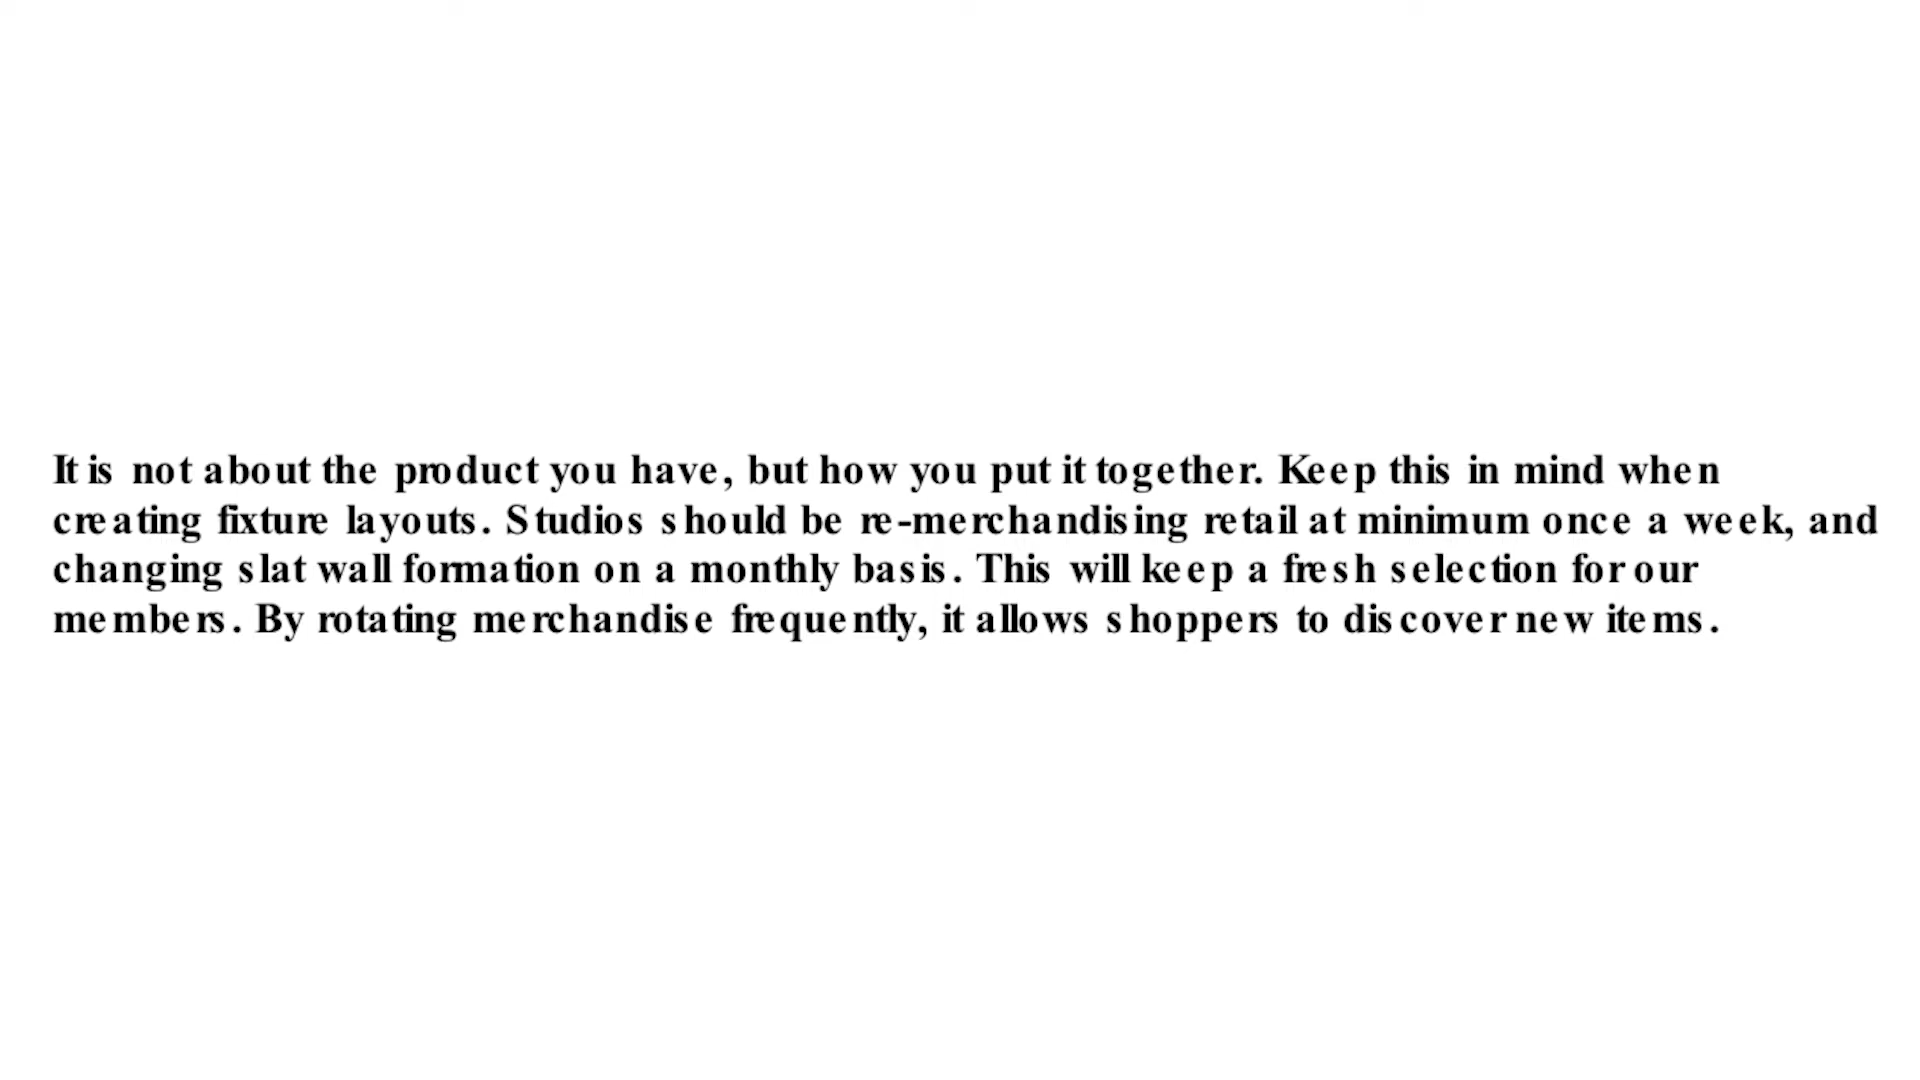 It is not about the product you have, but how you put it together. Keep this in mind when
creating fixture layouts. Studios should be re-merchandising retail at minimum once a week, and
changing slat wall formation on a monthly basis. This will keep a fresh selection for our
members. By rotating merchandise frequently, it allows shoppers to discover new items.